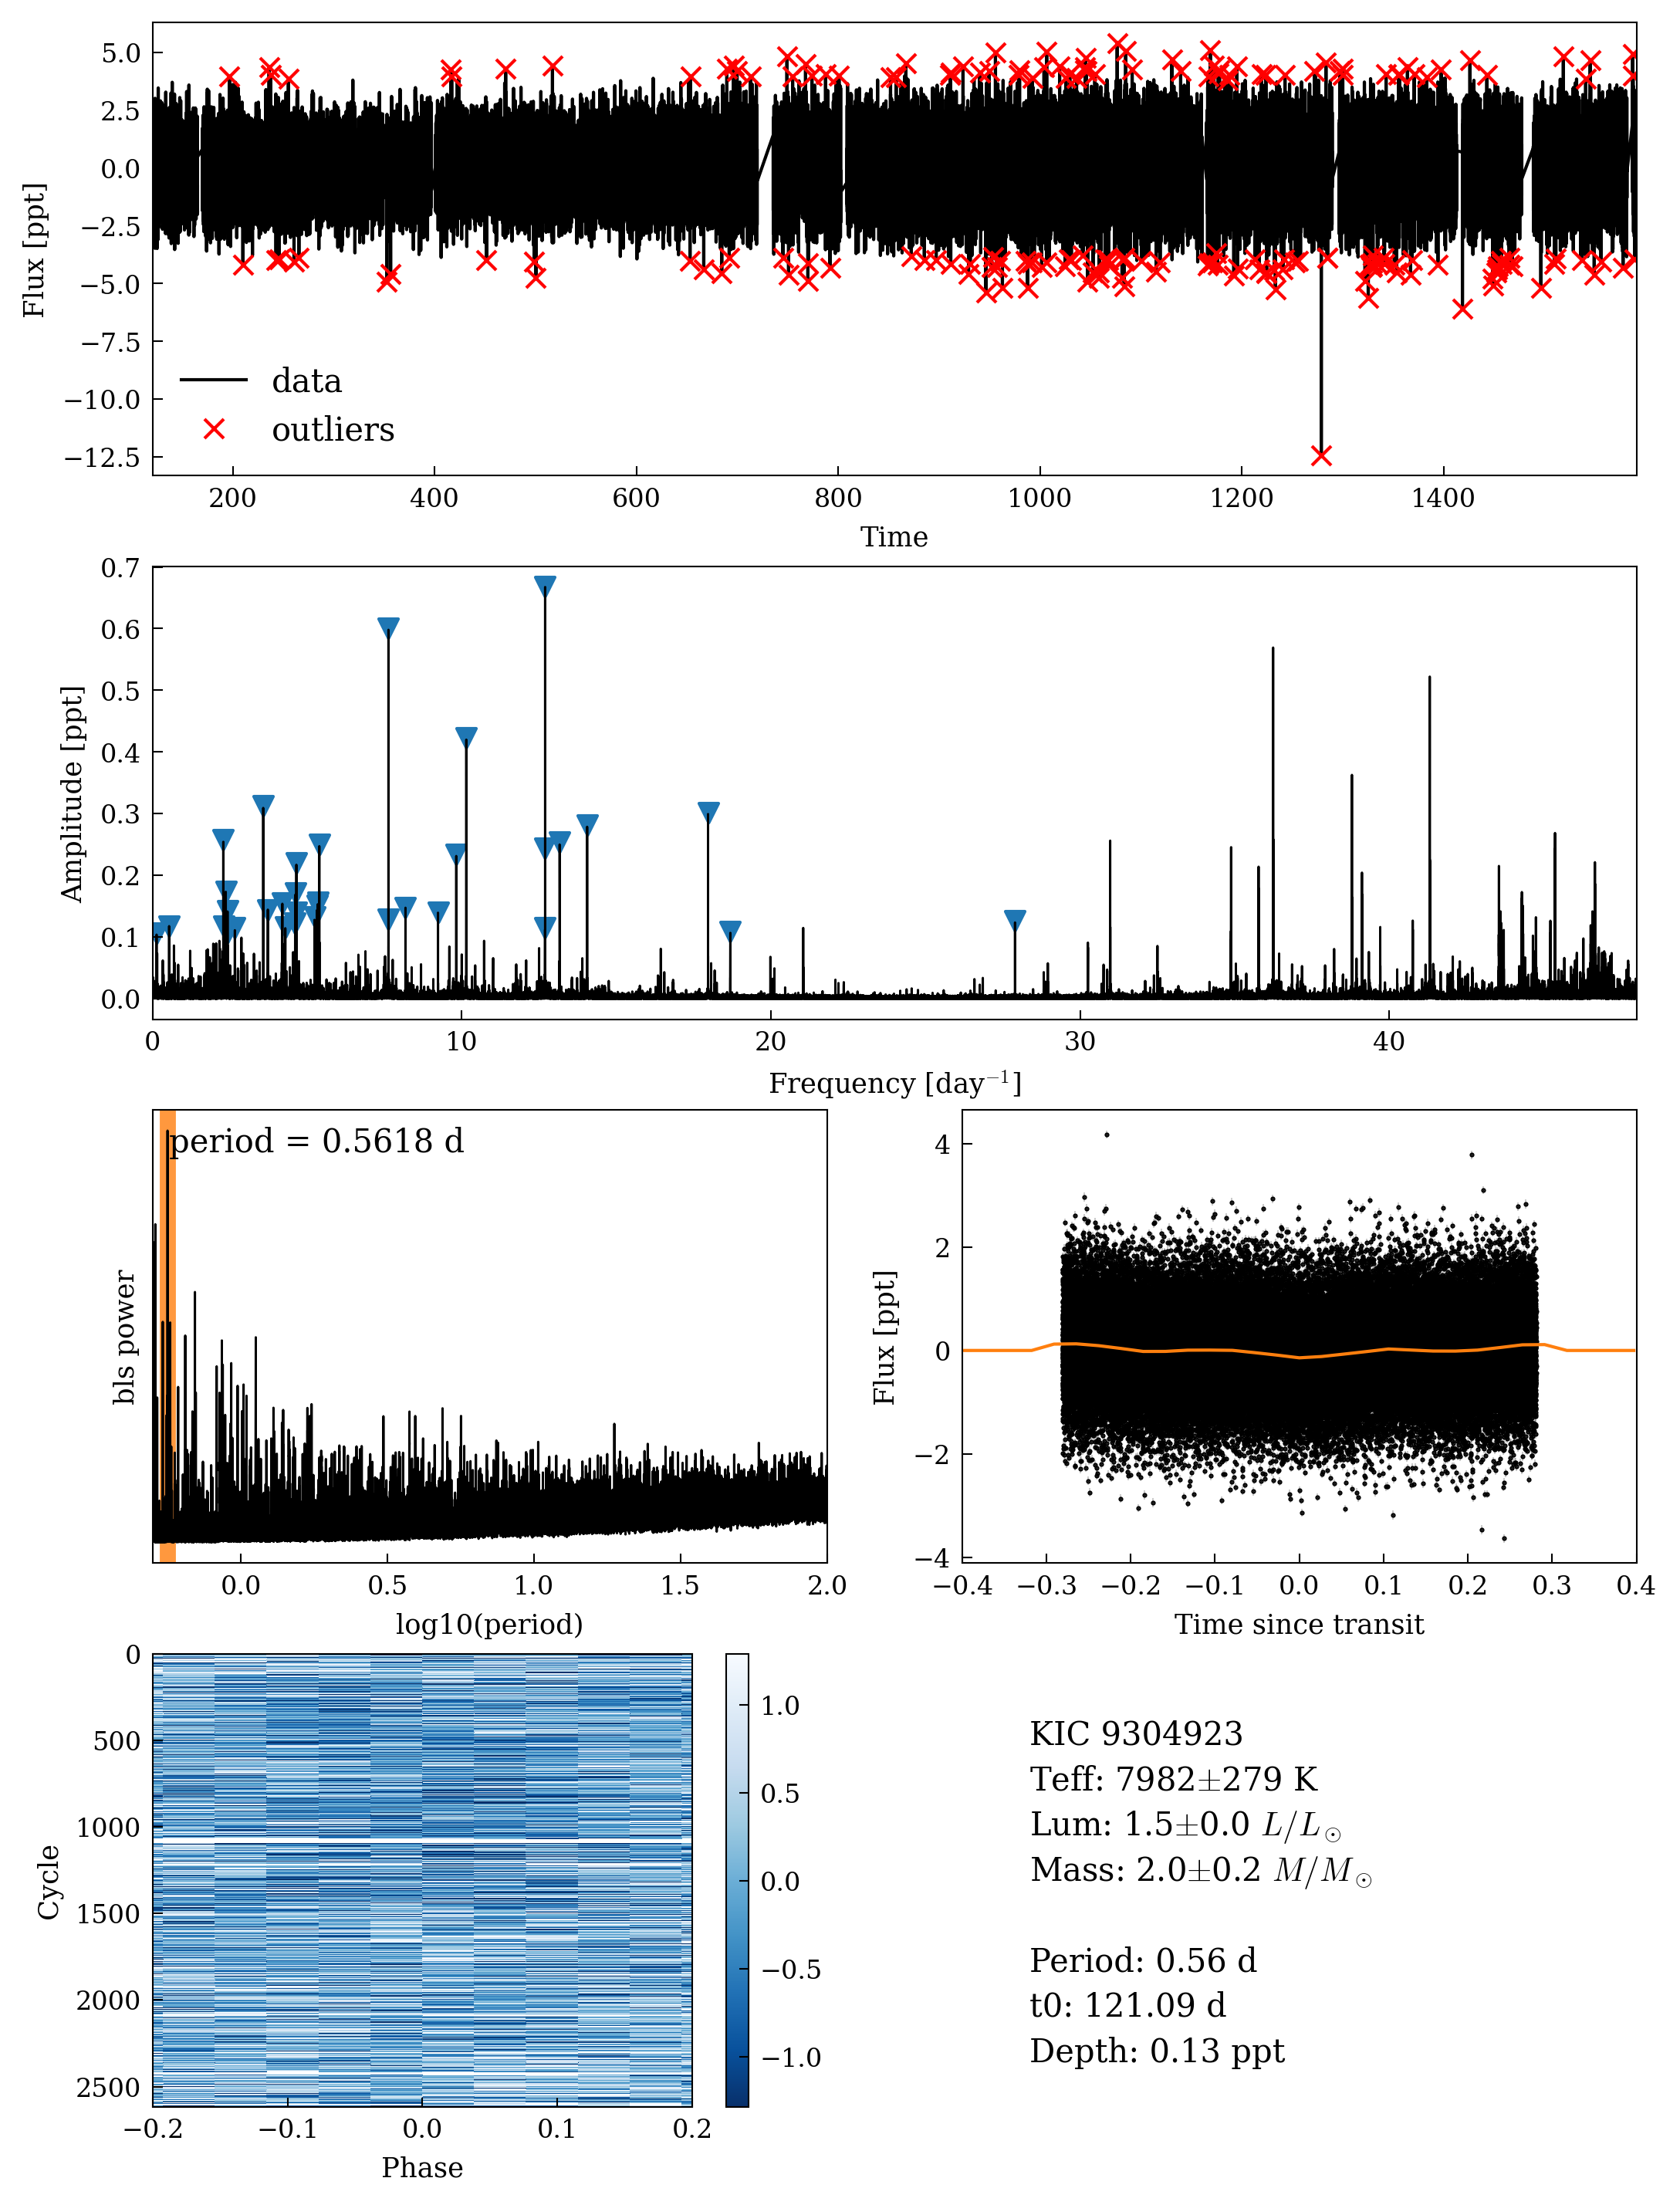 5.0
2.5
0.0
−2.5
−5.0
−7.5
−10.0
−12.5
Flux [ppt]
data
outliers
200 400 600 800 1000 1200 1400
Time
0.7
0.6
0.5
0.4
0.3
0.2
0.1
0.0
Amplitude [ppt]
0 10 20 30 40
Frequency [day⁻¹]
period = 0.5618 d
bls power
0.0 0.5 1.0 1.5 2.0
log10(period)
4
2
0
−2
−4
Flux [ppt]
−0.4 −0.3 −0.2 −0.1 0.0 0.1 0.2 0.3 0.4
Time since transit
0
500
1000
1500
2000
2500
Cycle
−0.2 −0.1 0.0 0.1 0.2
Phase
1.0
0.5
0.0
−0.5
−1.0
KIC 9304923
Teff: 7982±279 K
Lum: 1.5±0.0 L/L☉
Mass: 2.0±0.2 M/M☉
Period: 0.56 d
t0: 121.09 d
Depth: 0.13 ppt